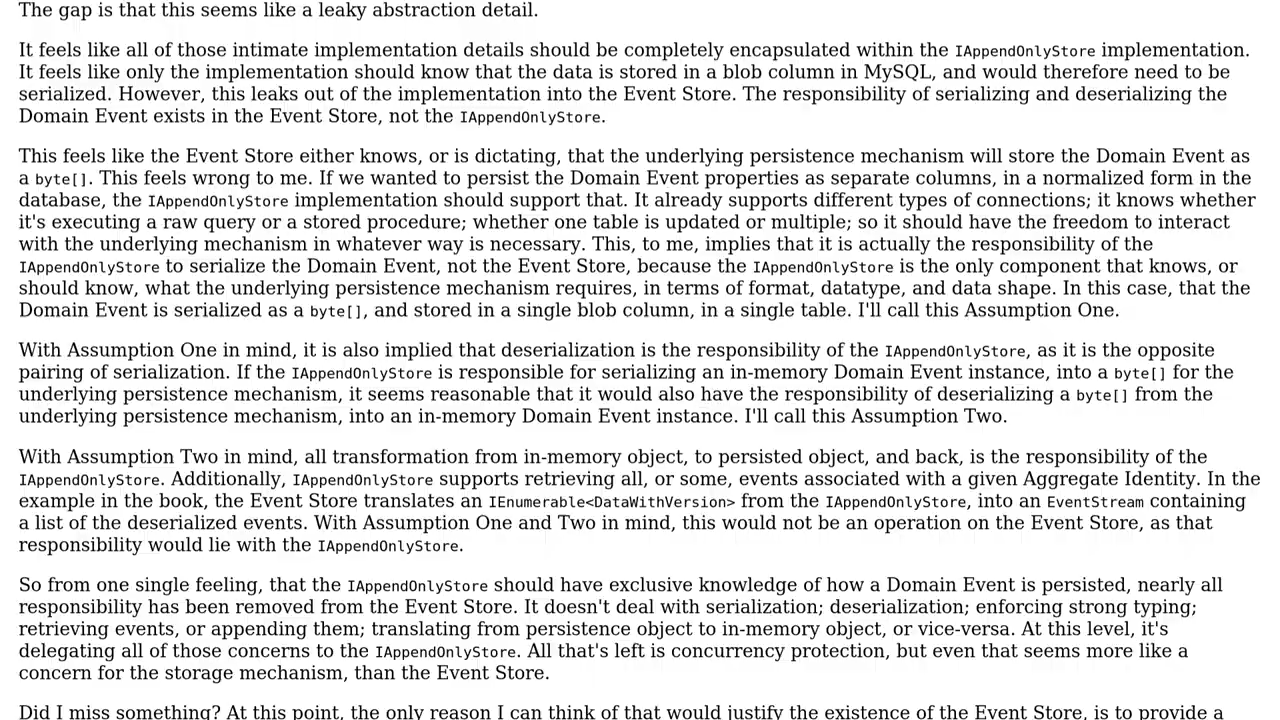 The gap is that this seems like a leaky abstraction detail.
It feels like all of those intimate implementation details should be completely encapsulated within the IAppendOnlyStore implementation.
It feels like only the implementation should know that the data is stored in a blob column in MySQL, and would therefore need to be
serialized. However, this leaks out of the implementation into the Event Store. The responsibility of serializing and deserializing the
Domain Event exists in the Event Store, not the IAppendOnlyStore.
This feels like the Event Store either knows, or is dictating, that the underlying persistence mechanism will store the Domain Event as
a byte[]. This feels wrong to me. If we wanted to persist the Domain Event properties as separate columns, in a normalized form in the
database, the IAppendOnlyStore implementation should support that. It already supports different types of connections; it knows whether
it's executing a raw query or a stored procedure; whether one table is updated or multiple; so it should have the freedom to interact
with the underlying mechanism in whatever way is necessary. This, to me, implies that it is actually the responsibility of the
IAppendOnlyStore to serialize the Domain Event, not the Event Store, because the IAppendOnlyStore is the only component that knows, or
should know, what the underlying persistence mechanism requires, in terms of format, datatype, and data shape. In this case, that the
Domain Event is serialized as a byte[], and stored in a single blob column, in a single table. I'll call this Assumption One.
With Assumption One in mind, it is also implied that deserialization is the responsibility of the IAppendOnlyStore, as it is the opposite
pairing of serialization. If the IAppendOnlyStore is responsible for serializing an in-memory Domain Event instance, into a byte[] for the
underlying persistence mechanism, it seems reasonable that it would also have the responsibility of deserializing a byte[] from the
underlying persistence mechanism, into an in-memory Domain Event instance. I'll call this Assumption Two.
With Assumption Two in mind, all transformation from in-memory object, to persisted object, and back, is the responsibility of the
IAppendOnlyStore. Additionally, IAppendOnlyStore supports retrieving all, or some, events associated with a given Aggregate Identity. In the
example in the book, the Event Store translates an IEnumerable<DataWithVersion> from the IAppendOnlyStore, into an EventStream containing
a list of the deserialized events. With Assumption One and Two in mind, this would not be an operation on the Event Store, as that
responsibility would lie with the IAppendOnlyStore.
So from one single feeling, that the IAppendOnlyStore should have exclusive knowledge of how a Domain Event is persisted, nearly all
responsibility has been removed from the Event Store. It doesn't deal with serialization; deserialization; enforcing strong typing;
retrieving events, or appending them; translating from persistence object to in-memory object, or vice-versa. At this level, it's
delegating all of those concerns to the IAppendOnlyStore. All that's left is concurrency protection, but even that seems more like a
concern for the storage mechanism, than the Event Store.
Did I miss something? At this point, the only reason I can think of that would justify the existence of the Event Store, is to provide a